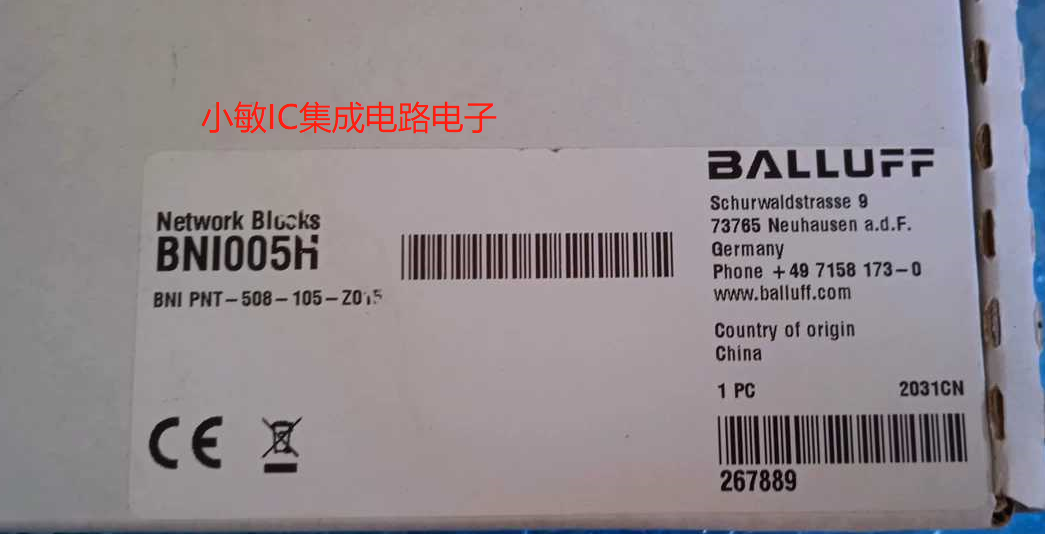 小敏IC集成电路电子
BALLUFF
Schurwaldstrasse 9
73765 Neuhausen a.d.F.
Germany
Phone +49 7158 173-0
www.balluff.com
Country of origin
China
1 PC 2031CN
267889
Network Blocks
BNI005H
BNI PNT-508-105-Z015
CE